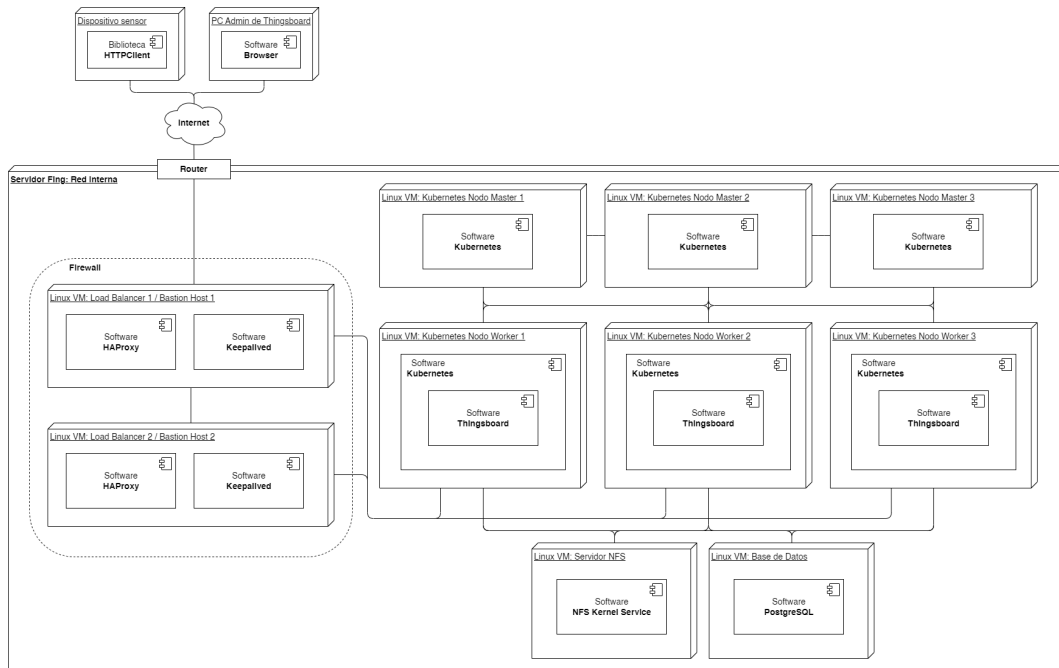 Dispositivo sensor
Biblioteca
HTTPClient
PC Admin de Thingsboard
Software
Browser
Internet
Router
Servidor Fing: Red Interna
Firewall
Linux VM: Load Balancer 1 / Bastion Host 1
Software
HAProxy
Software
Keepalived
Linux VM: Load Balancer 2 / Bastion Host 2
Software
HAProxy
Software
Keepalived
Linux VM: Kubernetes Nodo Master 1
Software
Kubernetes
Linux VM: Kubernetes Nodo Master 2
Software
Kubernetes
Linux VM: Kubernetes Nodo Master 3
Software
Kubernetes
Linux VM: Kubernetes Nodo Worker 1
Software
Kubernetes
Software
Thingsboard
Linux VM: Kubernetes Nodo Worker 2
Software
Kubernetes
Software
Thingsboard
Linux VM: Kubernetes Nodo Worker 3
Software
Kubernetes
Software
Thingsboard
Linux VM: Servidor NFS
Software
NFS Kernel Service
Linux VM: Base de Datos
Software
PostgreSQL